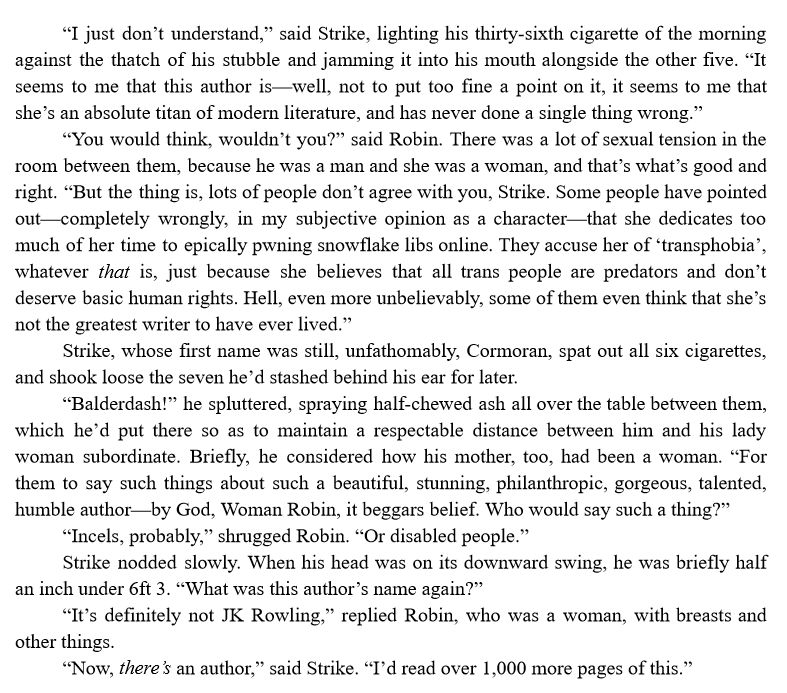 “I just don’t understand,” said Strike, lighting his thirty-sixth cigarette of the morning
against the thatch of his stubble and jamming it into his mouth alongside the other five. “It
seems to me that this author is—well, not to put too fine a point on it, it seems to me that
she’s an absolute titan of modern literature, and has never done a single thing wrong.”
“You would think, wouldn’t you?” said Robin. There was a lot of sexual tension in the
room between them, because he was a man and she was a woman, and that’s what’s good and
right. “But the thing is, lots of people don’t agree with you, Strike. Some people have pointed
out—completely wrongly, in my subjective opinion as a character—that she dedicates too
much of her time to epically pwning snowflake libs online. They accuse her of ‘transphobia’,
whatever that is, just because she believes that all trans people are predators and don’t
deserve basic human rights. Hell, even more unbelievably, some of them even think that she’s
not the greatest writer to have ever lived.”
Strike, whose first name was still, unfathomably, Cormoran, spat out all six cigarettes,
and shook loose the seven he’d stashed behind his ear for later.
“Balderdash!” he spluttered, spraying half-chewed ash all over the table between them,
which he’d put there so as to maintain a respectable distance between him and his lady
woman subordinate. Briefly, he considered how his mother, too, had been a woman. “For
them to say such things about such a beautiful, stunning, philanthropic, gorgeous, talented,
humble author—by God, Woman Robin, it beggars belief. Who would say such a thing?”
“Incels, probably,” shrugged Robin. “Or disabled people.”
Strike nodded slowly. When his head was on its downward swing, he was briefly half
an inch under 6ft 3. “What was this author’s name again?”
“It’s definitely not JK Rowling,” replied Robin, who was a woman, with breasts and
other things.
“Now, there’s an author,” said Strike. “I’d read over 1,000 more pages of this.”